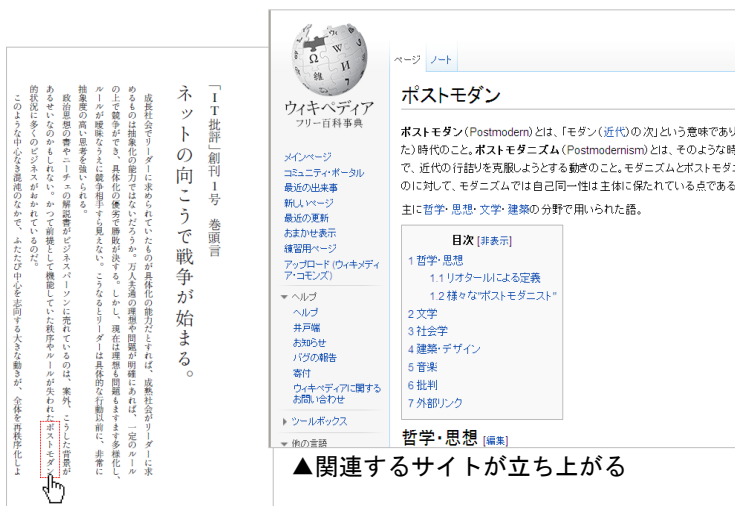 「IT批評」創刊1号　巻頭言
ネットの向こうで戦争が始まる。
成長社会でリーダーに求められていたものが具体化の能力だとすれば、成熟社会がリーダーに求
めるものは抽象化の能力ではないだろうか。万人共通の理想や問題が明確にあれば、一定のルール
の上で競争ができ、具体化の優劣で勝敗が決する。しかし、現在は理想も問題もますます多様化し、
ルールが曖昧なうえに競争相手すら見えない。こうなるとリーダーは具体的な行動以前に、非常に
抽象度の高い思考を強いられる。
政治思想の書やニーチェの解説書がビジネスパーソンに売れているのは、案外、こうした背景が
あるせいなのかもしれない。かつて前提として機能していた秩序やルールが失われたポストモダン
的状況に多くのビジネスがおかれているのだ。
このような中心なき混沌のなかで、ふたたび中心を志向する大きな動きが、全体を再秩序化しよ
Ω W И 維
ウィキペディア
フリー百科事典
メインページ
コミュニティ・ポータル
最近の出来事
新しいページ
最近の更新
おまかせ表示
練習用ページ
アップロード (ウィキメディ
ア・コモンズ)
ヘルプ
ヘルプ
井戸端
お知らせ
バグの報告
寄付
ウィキペディアに関する
お問い合わせ
ツールボックス
他の言語
ページ ノート
ポストモダン
ポストモダン(Postmodern)とは、「モダン(近代)の次」という意味であり
た)時代のこと。ポストモダニズム(Postmodernism)とは、そのような時
で、近代の行詰りを克服しようとする動きのこと。モダニズムとポストモダニ
のに対して、モダニズムでは自己同一性は主体に保たれている点である
主に哲学・思想・文学・建築の分野で用いられた語。
目次 [非表示]
1 哲学・思想
1.1 リオタールによる定義
1.2 様々な"ポストモダニスト"
2 文学
3 社会学
4 建築・デザイン
5 音楽
6 批判
7 外部リンク
哲学・思想 [編集]
▲関連するサイトが立ち上がる